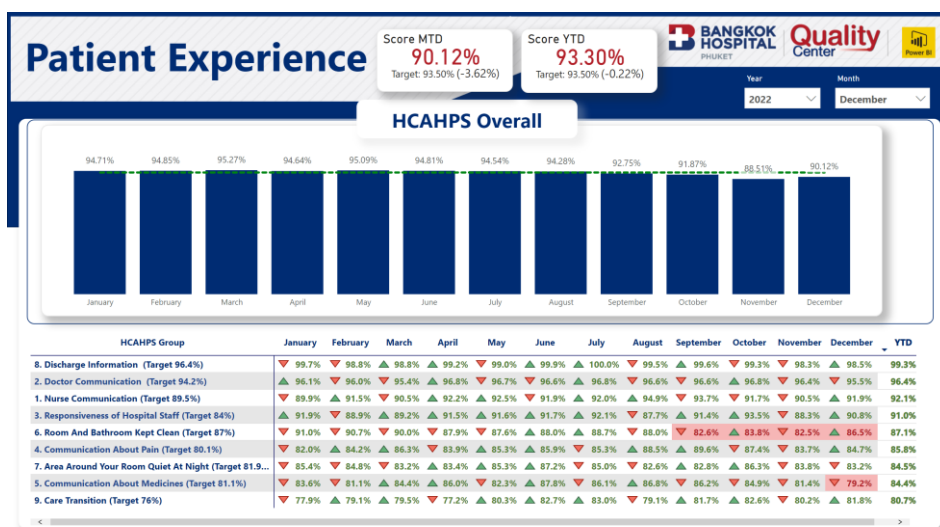 Patient Experience
Score MTD
90.12%
Target: 93.50% (-3.62%)
Score YTD
93.30%
Target: 93.50% (-0.22%)
BANGKOK
HOSPITAL
PHUKET
Quality
Center
Power BI
Year
Month
2022
December
HCAHPS Overall
94.71% 94.85% 95.27% 94.64% 95.09% 94.81% 94.54% 94.28% 92.75% 91.87% 88.51% 90.12%
January February March April May June July August September October November December
HCAHPS Group January February March April May June July August September October November December YTD
8. Discharge Information (Target 96.4%) 99.7% 98.8% 98.8% 99.2% 99.0% 99.9% 100.0% 99.5% 99.6% 99.3% 98.3% 98.5% 99.3%
2. Doctor Communication (Target 94.2%) 96.1% 96.0% 95.4% 96.8% 96.7% 96.6% 96.8% 96.6% 96.6% 96.8% 96.4% 95.5% 96.4%
1. Nurse Communication (Target 89.5%) 89.9% 91.5% 90.5% 92.2% 92.5% 91.9% 92.0% 94.9% 93.7% 91.7% 90.5% 91.9% 92.1%
3. Responsiveness of Hospital Staff (Target 84%) 91.9% 88.9% 89.2% 91.5% 91.6% 91.7% 92.1% 87.7% 91.4% 93.5% 88.3% 90.8% 91.0%
6. Room And Bathroom Kept Clean (Target 87%) 91.0% 90.7% 90.0% 87.9% 87.6% 88.0% 88.7% 88.0% 82.6% 83.8% 82.5% 86.5% 87.1%
4. Communication About Pain (Target 80.1%) 82.0% 84.2% 86.3% 83.9% 85.3% 85.9% 85.3% 88.5% 89.6% 87.4% 83.7% 84.7% 85.8%
7. Area Around Your Room Quiet At Night (Target 81.9... 85.4% 84.8% 83.2% 83.4% 85.3% 87.2% 85.0% 82.6% 82.8% 86.3% 83.8% 83.2% 84.5%
5. Communication About Medicines (Target 81.1%) 83.6% 81.1% 84.4% 86.0% 82.3% 87.8% 86.1% 86.8% 86.2% 84.9% 81.4% 79.2% 84.4%
9. Care Transition (Target 76%) 77.9% 79.1% 79.5% 77.2% 80.3% 82.7% 83.0% 79.1% 81.7% 82.6% 80.2% 81.8% 80.7%